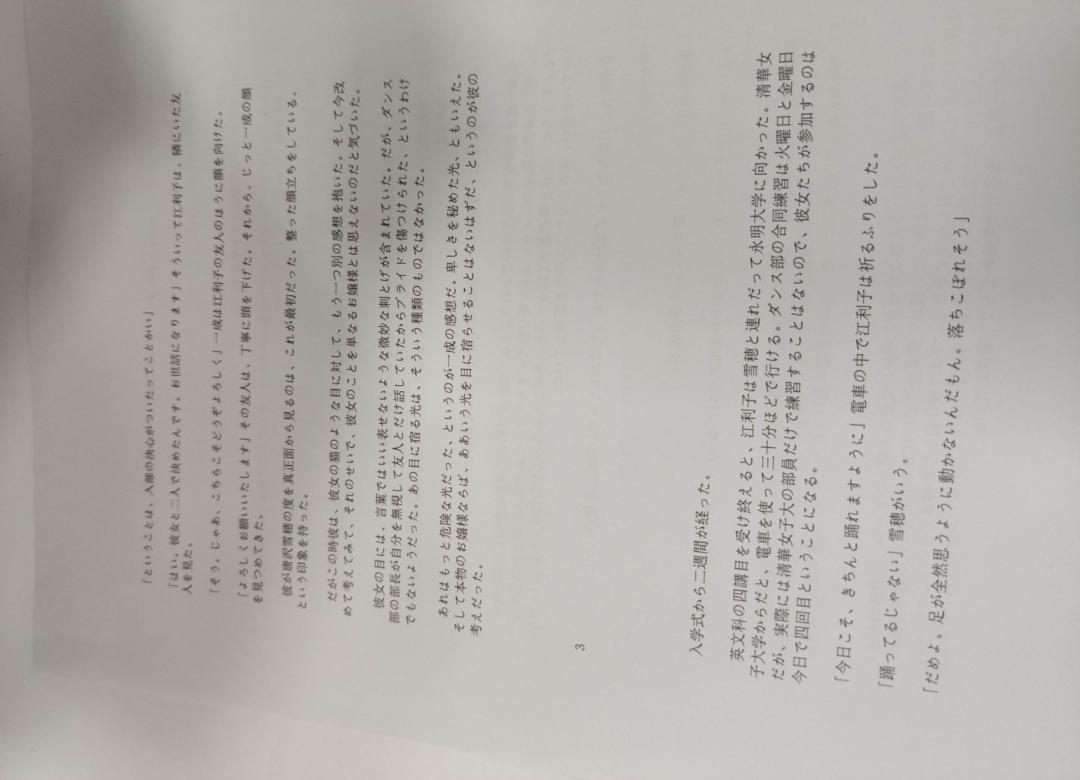 「ということは、入部の決心がついたってことかい」
「はい。彼女と二人で決めたんです。お世話になります」そういって江利子は、隣にいた友
人を見た。
「そう。じゃあ、こちらこそどうぞよろしく」一成は江利子の友人のほうに顔を向けた。
「よろしくお願いいたします」その友人は、丁寧に頭を下げた。それから、じっと一成の顔
を見つめてきた。
彼が唐沢雪穂の度を真正面から見るのは、これが最初だった。整った顔立ちをしている、
という印象を持った。
だがこの時彼は、彼女の猫のような目に対して、もう一つ別の感想を抱いた。そして今改
めて考えてみて、それのせいで、彼女のことを単なるお嬢様とは思えないのだと気づいた。
彼女の目には、言葉ではいい表せないような微妙な刺とげが含まれていた。だが、ダンス
部の部長が自分を無視して友人とだけ話していたからプライドを傷つけられた、というわけ
でもないようだった。あの目に宿る光は、そういう種類のものではなかった。
あれはもっと危険な光だった、というのが一成の感想だ。卑しさを秘めた光、ともいえた。
そして本物のお嬢様ならば、ああいう光を目に宿らせることはないはずだ、というのが彼の
考えだった。
3
入学式から二週間が経った。
英文科の四講目を受け終えると、江利子は雪穂と連れだって永明大学に向かった。清華女
子大学からだと、電車を使って三十分ほどで行ける。ダンス部の合同練習は火曜日と金曜日
だが、実際には清華女子大の部員だけで練習することはないので、彼女たちが参加するのは
今日で四回目ということになる。
「今日こそ、きちんと踊れますように」電車の中で江利子は祈るふりをした。
「踊ってるじゃない」雪穂がいう。
「だめよ。足が全然思うように動かないんだもん。落ちこぼれそう」